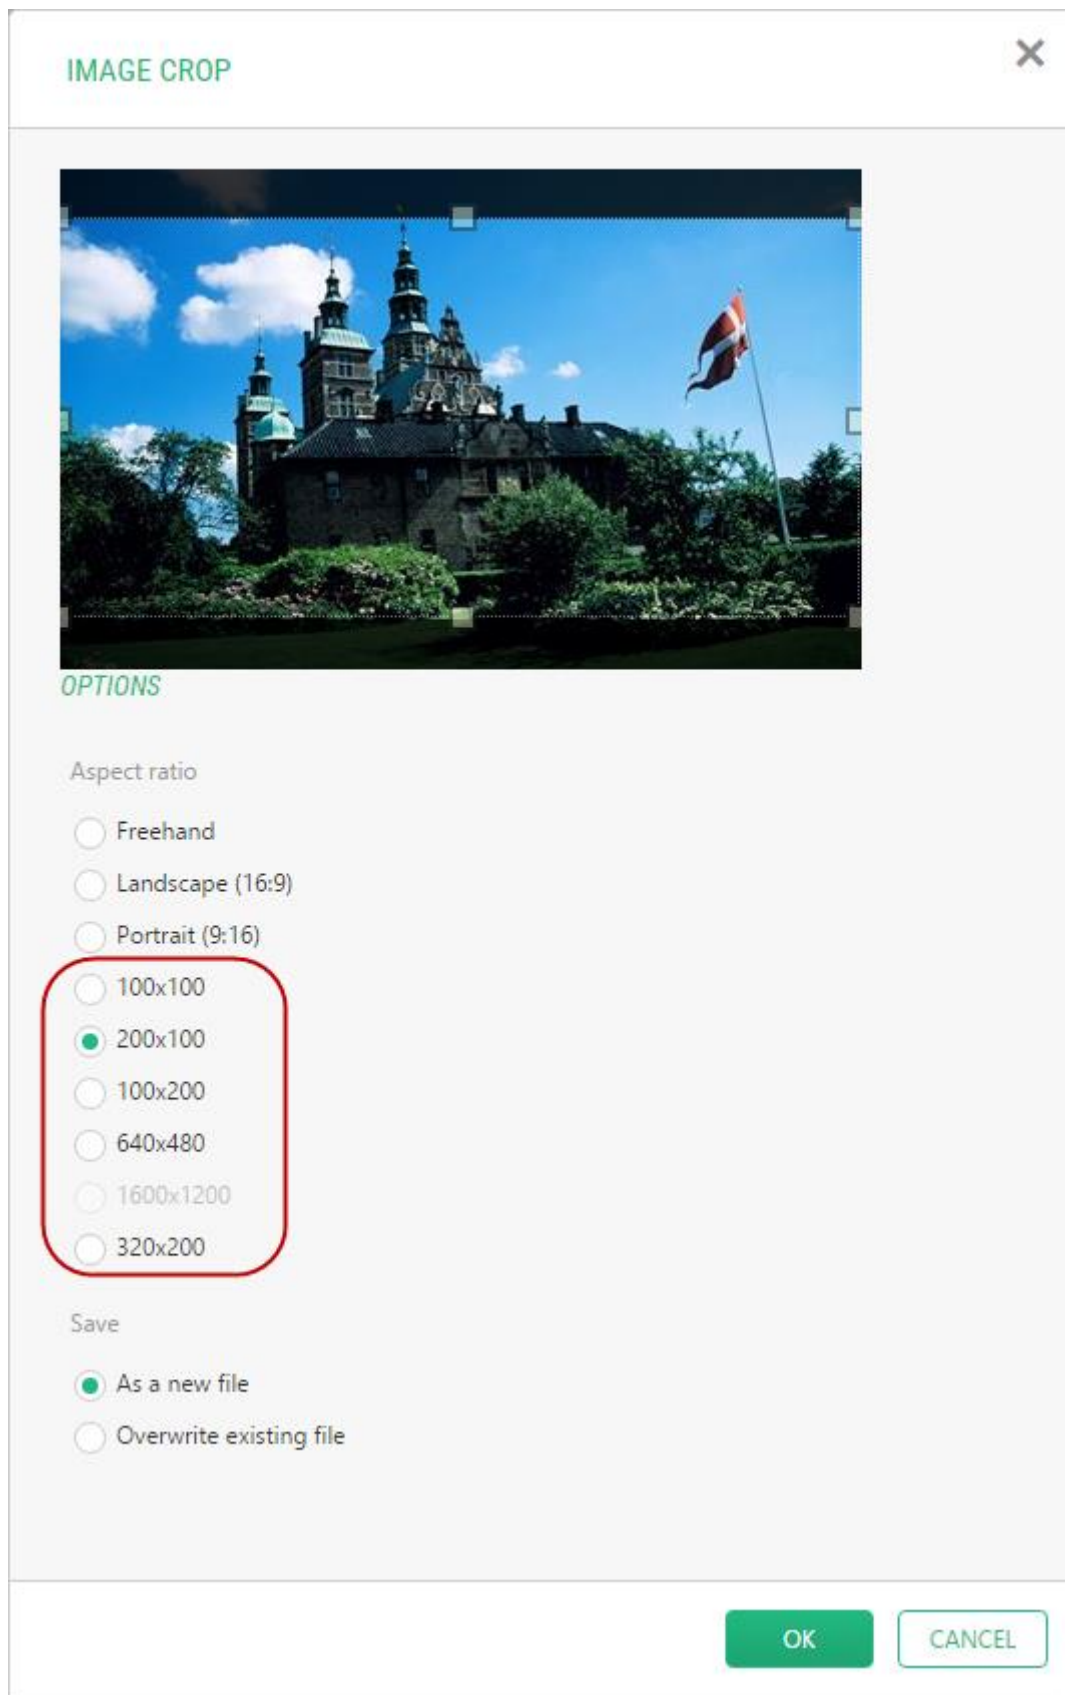 IMAGE CROP
OPTIONS
Aspect ratio
Freehand
Landscape (16:9)
Portrait (9:16)
100x100
200x100
100x200
640x480
1600x1200
320x200
Save
As a new file
Overwrite existing file
OK
CANCEL